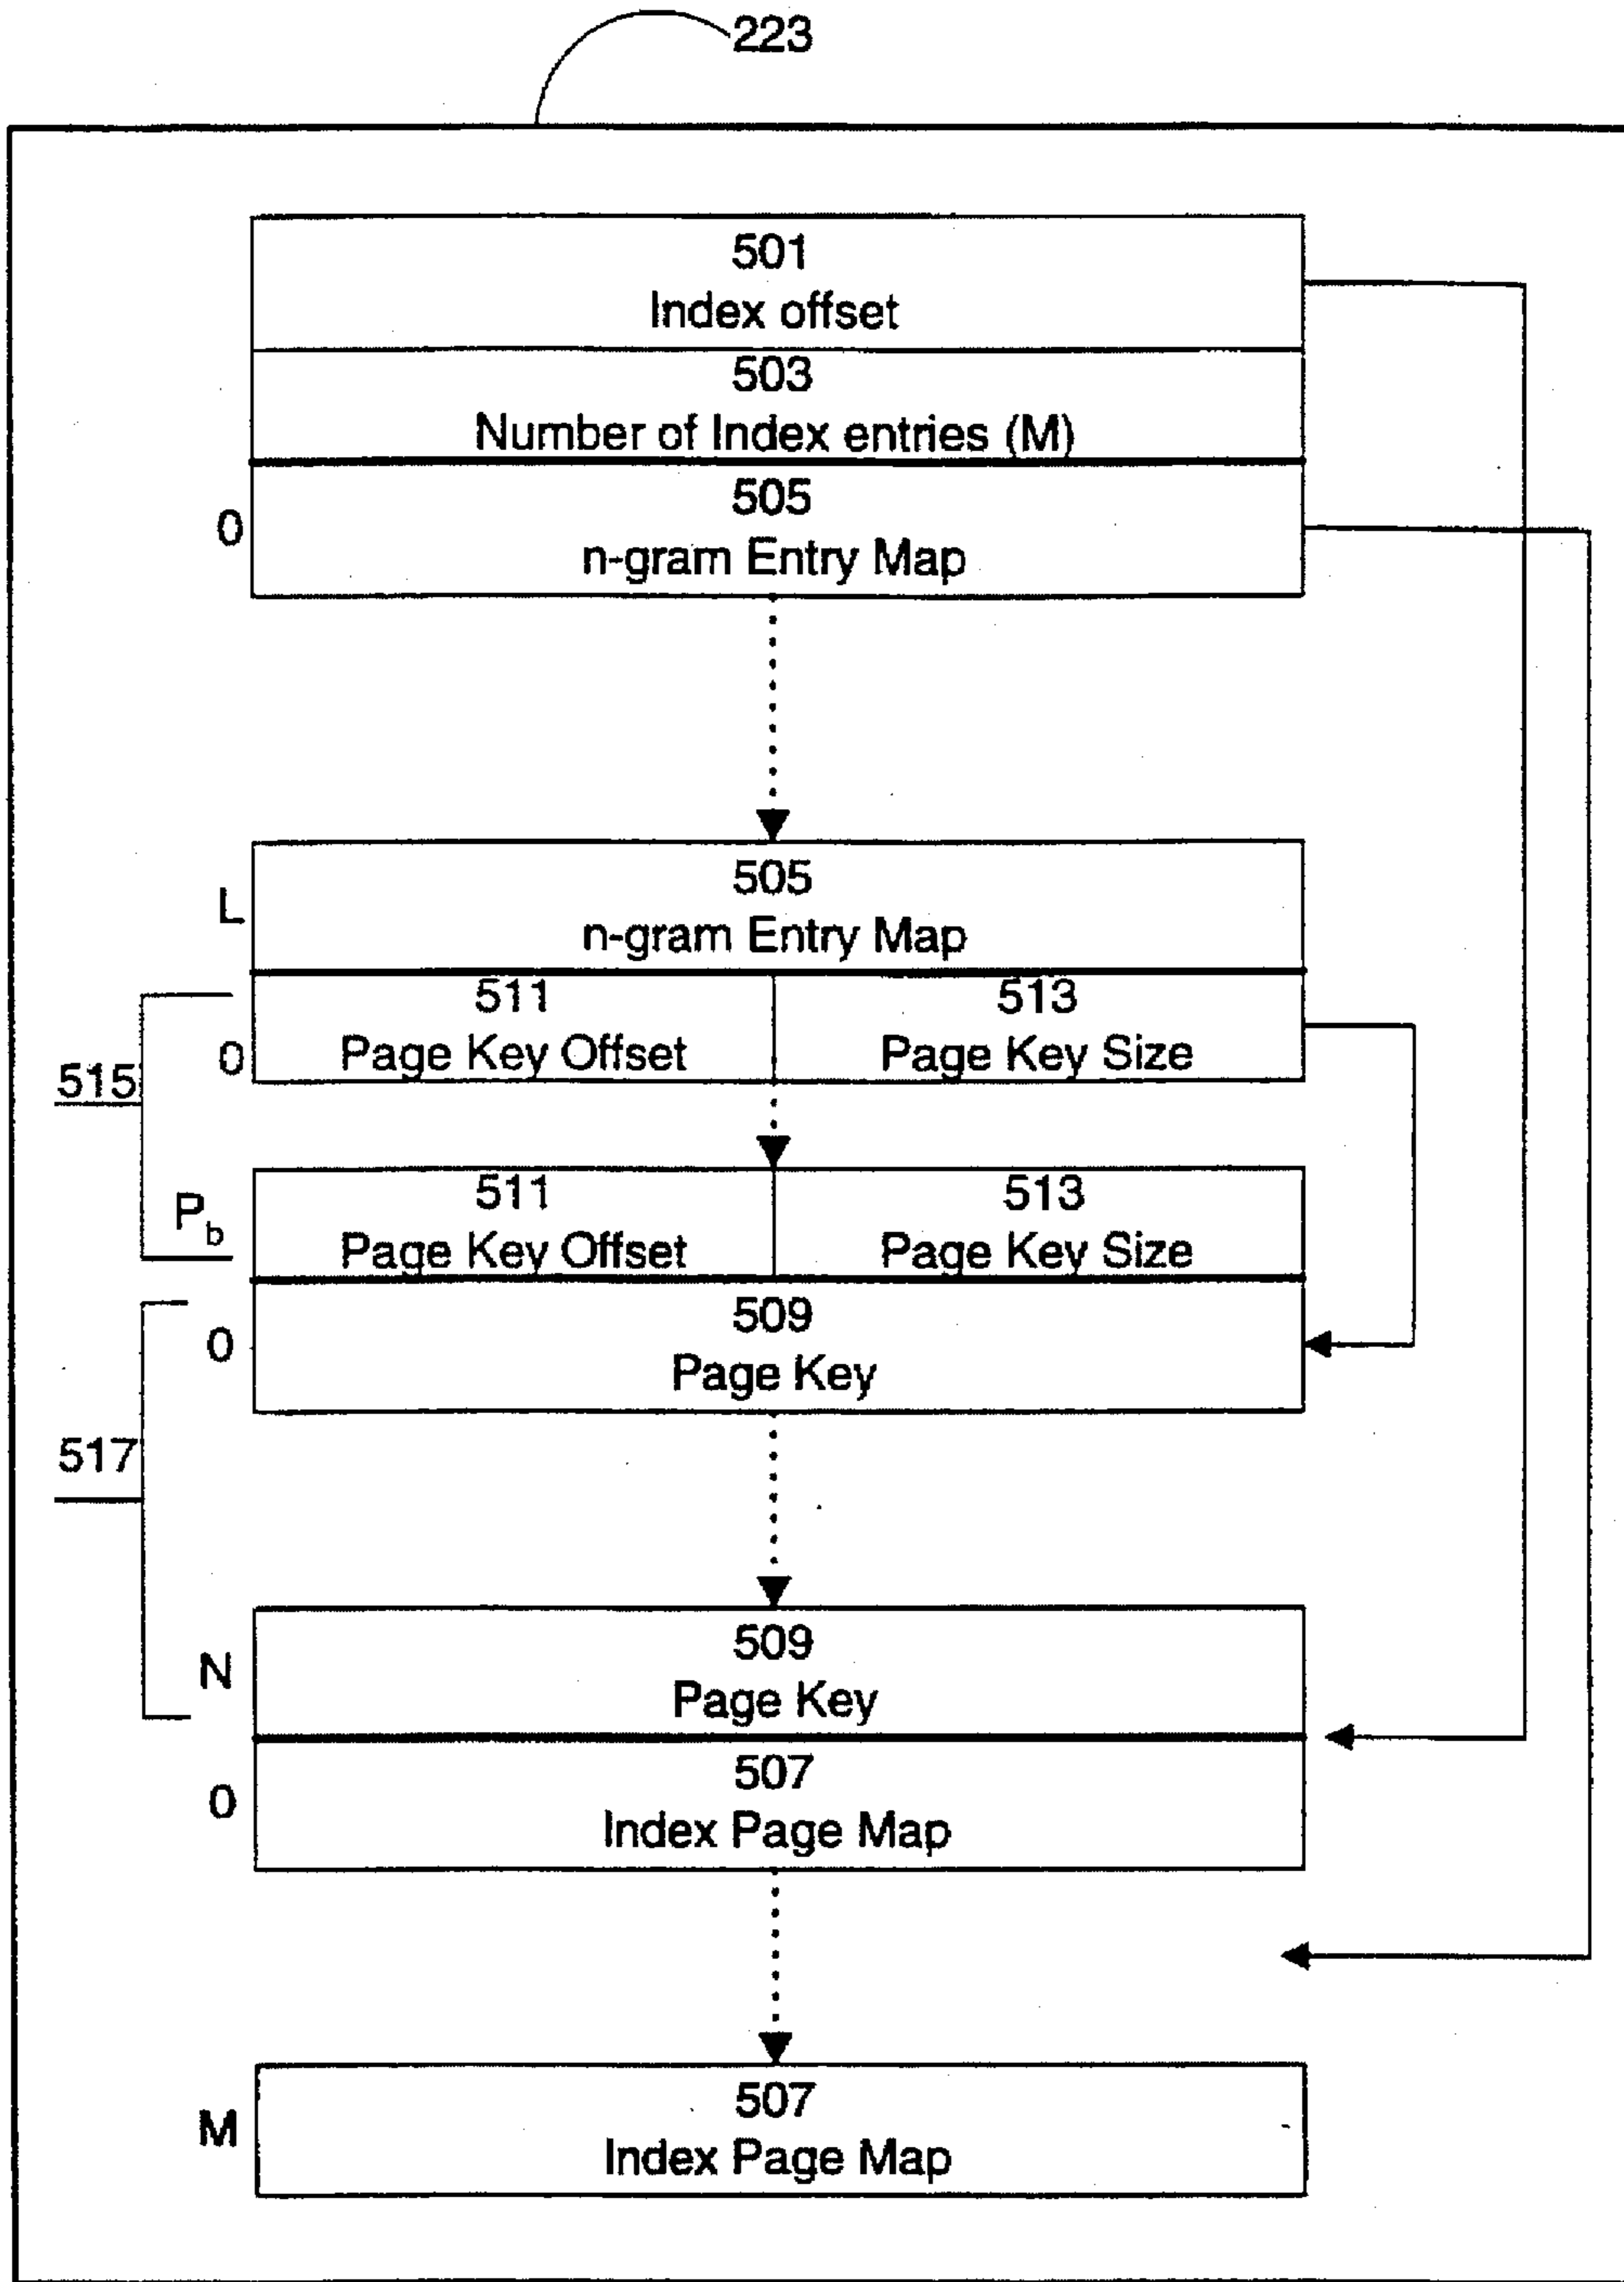 223
501
Index offset
503
Number of Index entries (M)
0
505
n-gram Entry Map
L
505
n-gram Entry Map
515
0
511
Page Key Offset
513
Page Key Size
Pb
511
Page Key Offset
513
Page Key Size
517
0
509
Page Key
N
509
Page Key
0
507
Index Page Map
M
507
Index Page Map